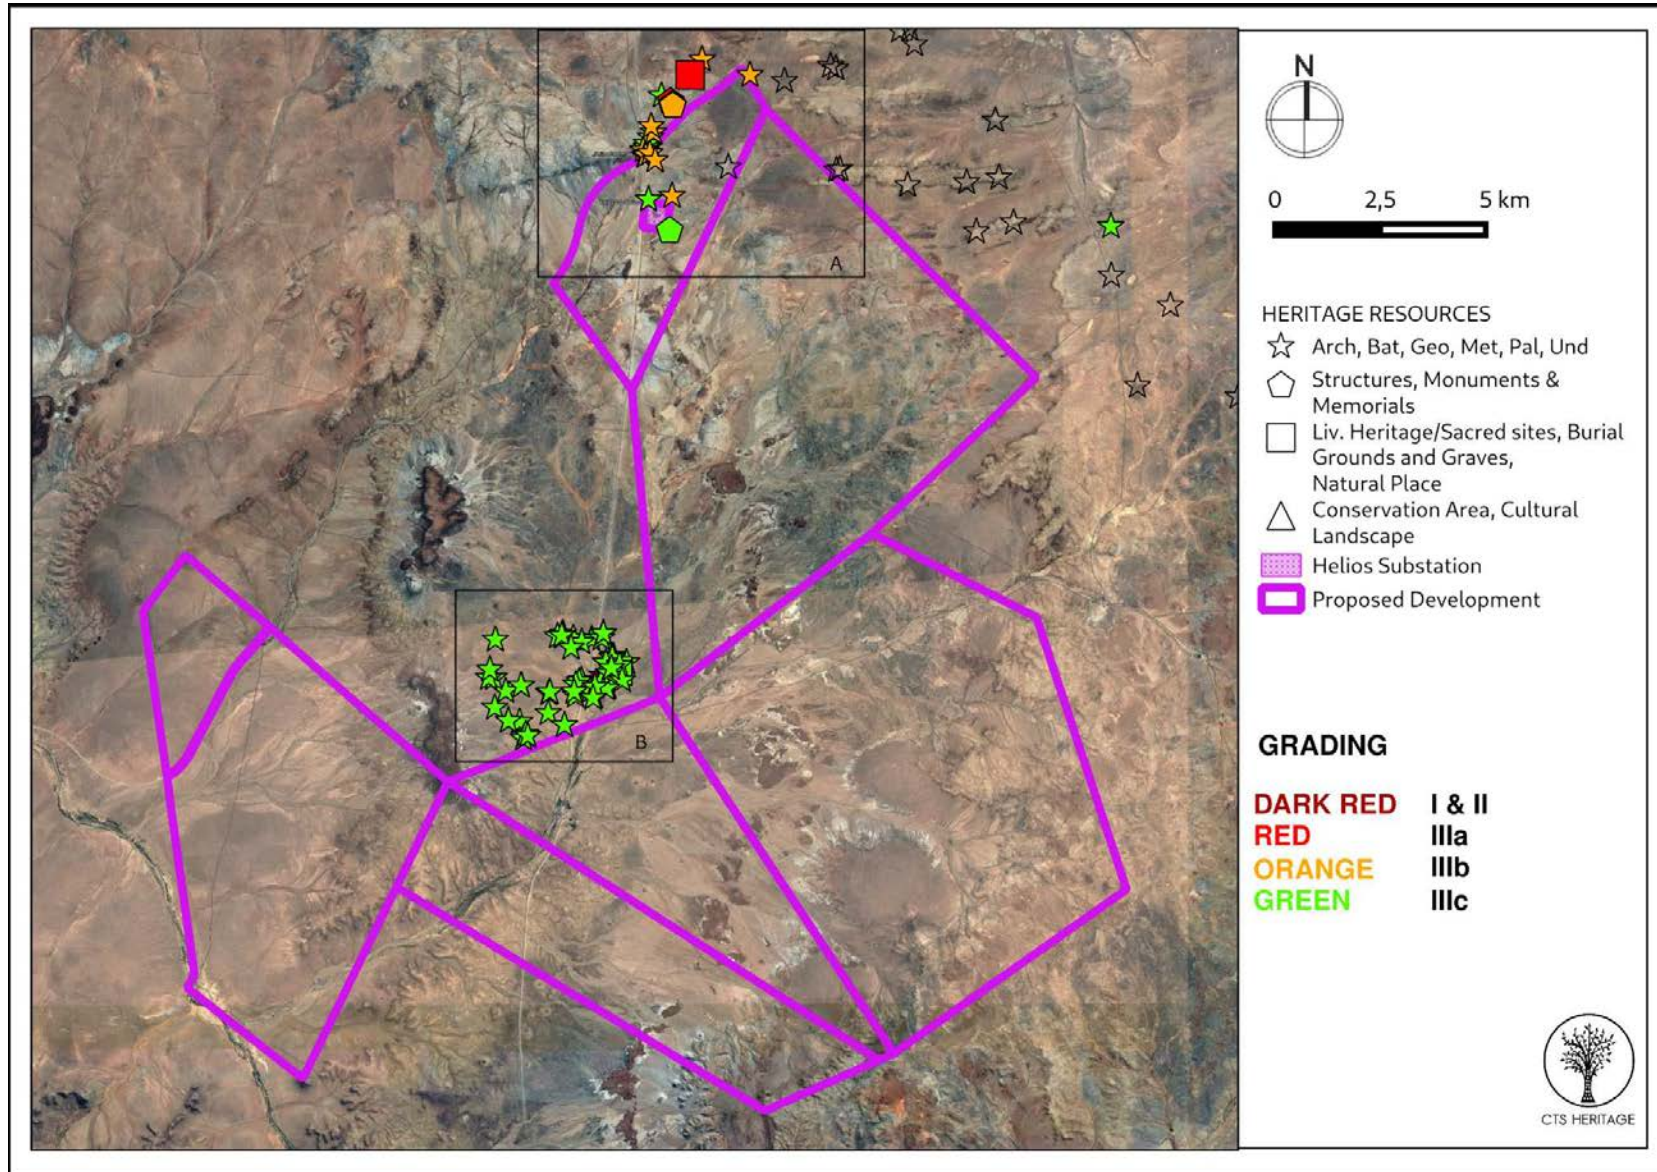 A
B
N
0 2,5 5 km
HERITAGE RESOURCES
Arch, Bat, Geo, Met, Pal, Und
Structures, Monuments &
Memorials
Liv. Heritage/Sacred sites, Burial
Grounds and Graves,
Natural Place
Conservation Area, Cultural
Landscape
Helios Substation
Proposed Development
GRADING
DARK RED I & II
RED IIIa
ORANGE IIIb
GREEN IIIc
CTS HERITAGE